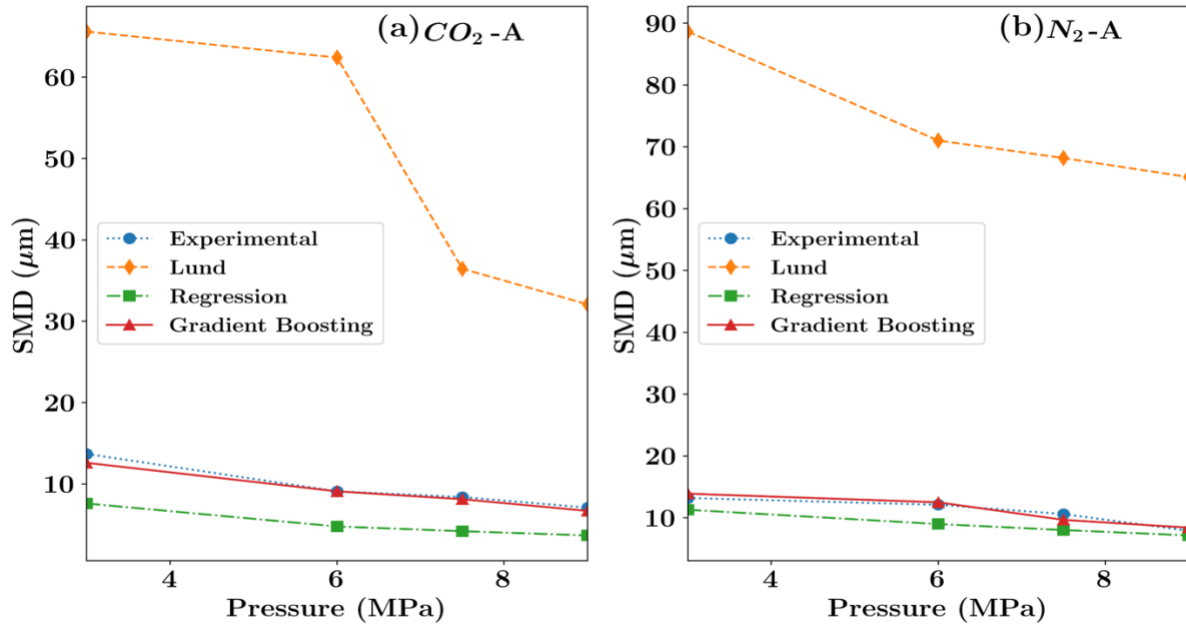 (a)CO₂-A
SMD (μm)
60
50
40
30
20
10
Experimental
Lund
Regression
Gradient Boosting
4 6 8
Pressure (MPa)
(b)N₂-A
SMD (μm)
90
80
70
60
50
40
30
20
10
Experimental
Lund
Regression
Gradient Boosting
4 6 8
Pressure (MPa)